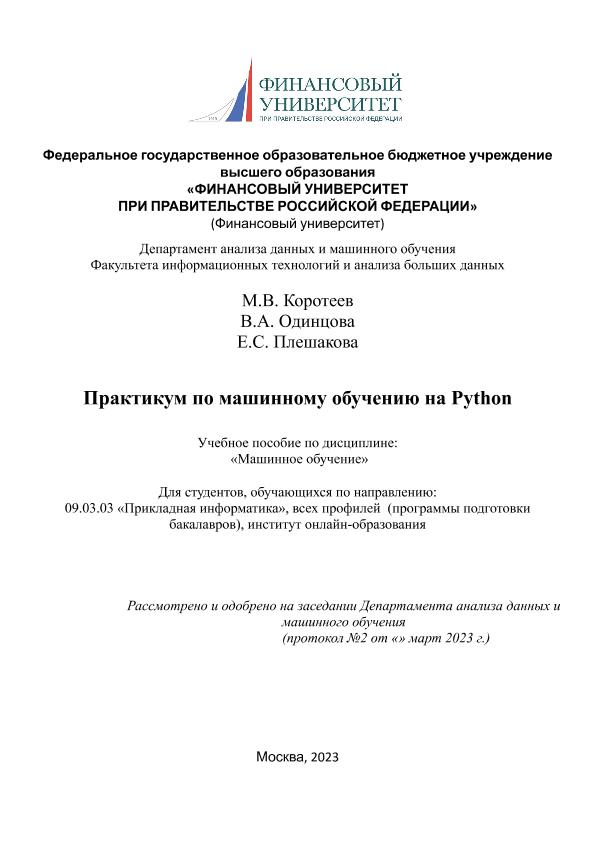 ФИНАНСОВЫЙ
УНИВЕРСИТЕТ
ПРИ ПРАВИТЕЛЬСТВЕ РОССИЙСКОЙ ФЕДЕРАЦИИ
Федеральное государственное образовательное бюджетное учреждение
высшего образования
«ФИНАНСОВЫЙ УНИВЕРСИТЕТ
ПРИ ПРАВИТЕЛЬСТВЕ РОССИЙСКОЙ ФЕДЕРАЦИИ»
(Финансовый университет)
Департамент анализа данных и машинного обучения
Факультета информационных технологий и анализа больших данных
М.В. Коротеев
В.А. Одинцова
Е.С. Плешакова
Практикум по машинному обучению на Python
Учебное пособие по дисциплине:
«Машинное обучение»
Для студентов, обучающихся по направлению:
09.03.03 «Прикладная информатика», всех профилей (программы подготовки
бакалавров), институт онлайн-образования
Рассмотрено и одобрено на заседании Департамента анализа данных и
машинного обучения
(протокол №2 от «» март 2023 г.)
Москва, 2023